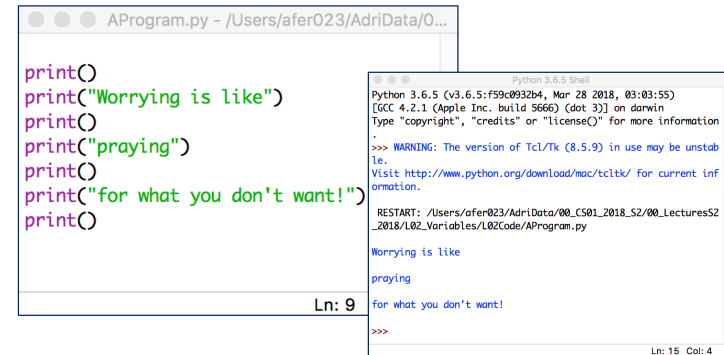 AProgram.py - /Users/afer023/AdriData/0...
print()
print("Worrying is like")
print()
print("praying")
print()
print("for what you don't want!")
print()
Ln: 9
Python 3.6.5 Shell
Python 3.6.5 (v3.6.5:f59c0932b4, Mar 28 2018, 03:03:55)
[GCC 4.2.1 (Apple Inc. build 5666) (dot 3)] on darwin
Type "copyright", "credits" or "license()" for more information
.
>>> WARNING: The version of Tcl/Tk (8.5.9) in use may be unstab
le.
Visit http://www.python.org/download/mac/tcltk/ for current inf
ormation.
RESTART: /Users/afer023/AdriData/00_CS01_2018_S2/00_LecturesS2
_2018/L02_Variables/L02Code/AProgram.py
Worrying is like
praying
for what you don't want!
>>>
Ln: 15 Col: 4